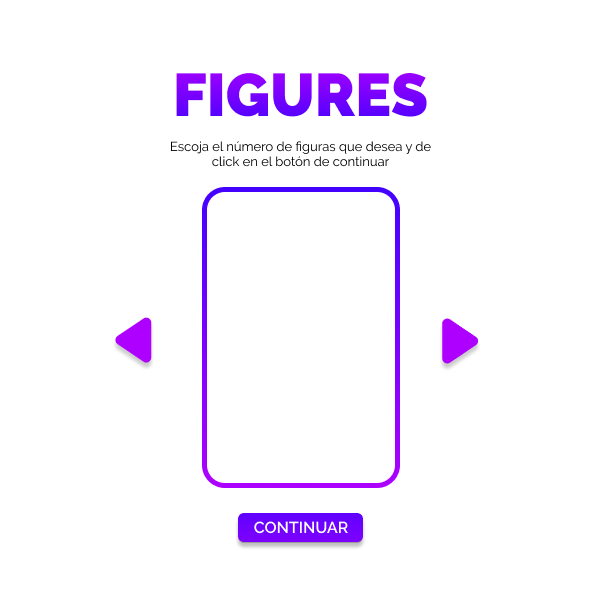 FIGURES
Escoja el número de figuras que desea y de
click en el botón de continuar
CONTINUAR